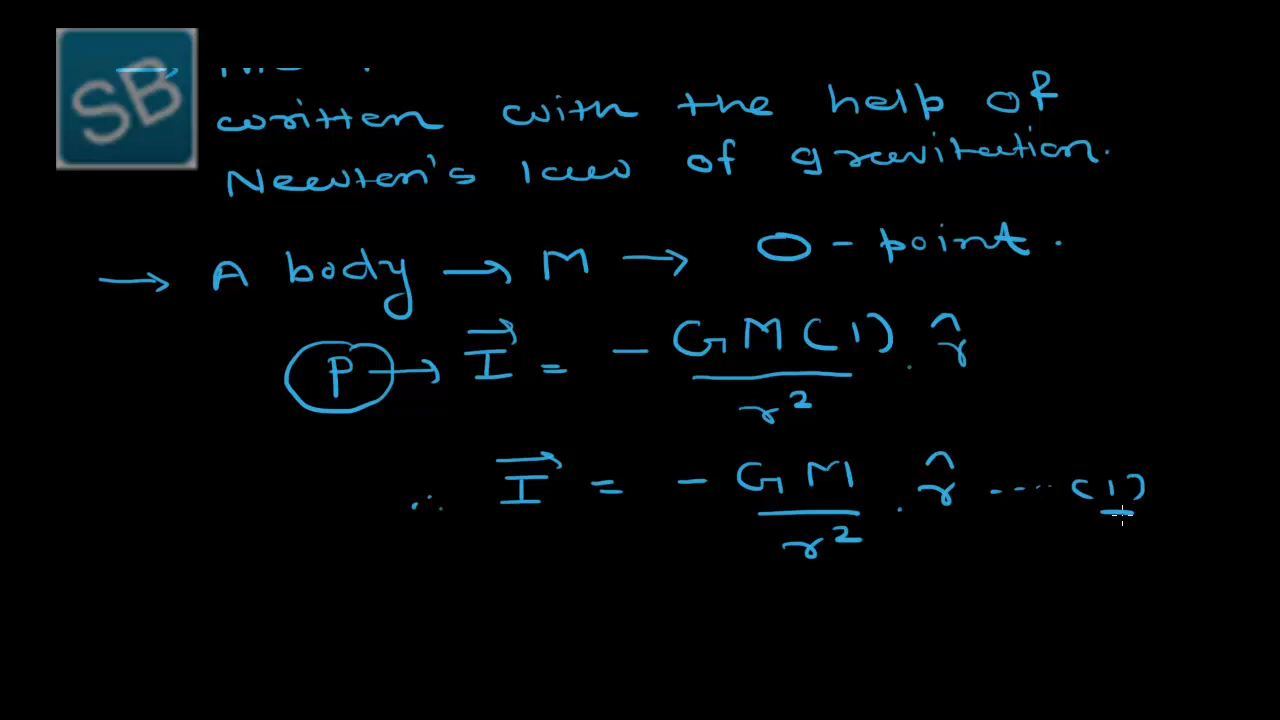 SB
written with the help of
Newton's law of gravitation.
→ A body → M → O - point.
P → I⃗ = - GM(1) / r² . r̂
∴ I⃗ = - GM / r² . r̂ ---- (1)